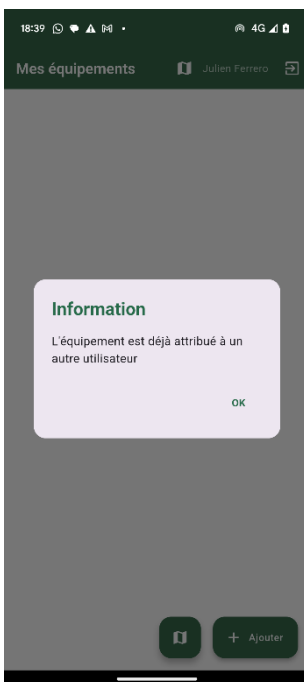 18:39
4G
Mes équipements
Julien Ferrero
Information
L'équipement est déjà attribué à un
autre utilisateur
OK
Ajouter